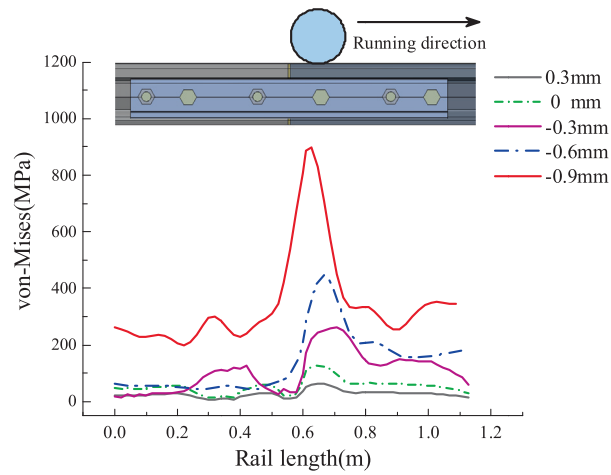 Running direction
1200
1000
800
600
400
200
0
von-Mises(MPa)
0.3mm
0 mm
-0.3mm
-0.6mm
-0.9mm
0.0 0.2 0.4 0.6 0.8 1.0 1.2
Rail length(m)